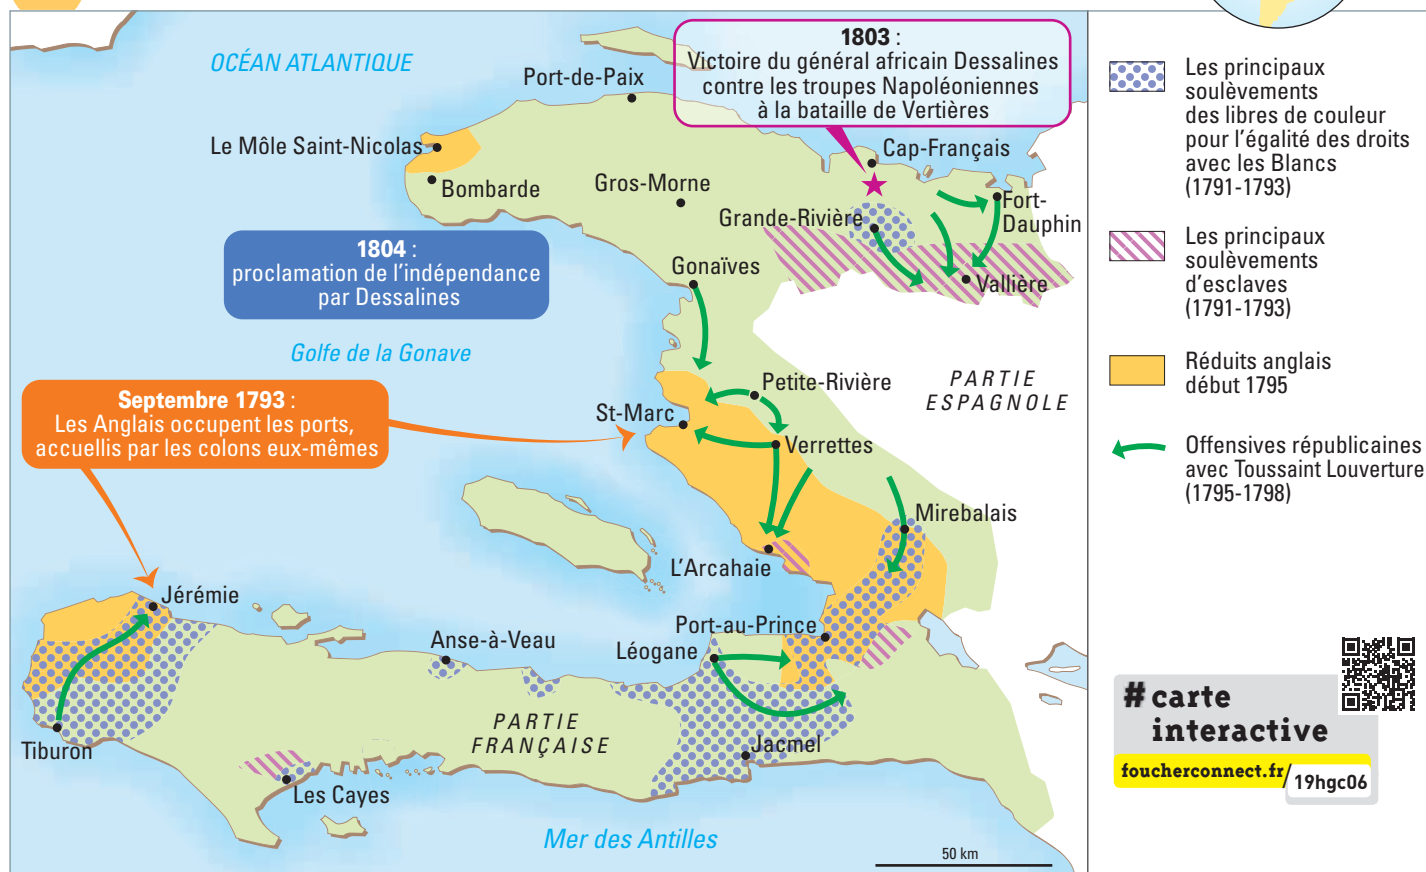 OCÉAN ATLANTIQUE
Port-de-Paix
1803 :
Victoire du général africain Dessalines
contre les troupes Napoléoniennes
à la bataille de Vertières
Le Môle Saint-Nicolas
Bombarde
Gros-Morne
Cap-Français
Grande-Rivière
Fort-
Dauphin
Vallière
1804 :
proclamation de l'indépendance
par Dessalines
Gonaïves
Golfe de la Gonave
Septembre 1793 :
Les Anglais occupent les ports,
accuellis par les colons eux-mêmes
Petite-Rivière
PARTIE
ESPAGNOLE
St-Marc
Verrettes
Mirebalais
L'Arcahaie
Jérémie
Port-au-Prince
Anse-à-Veau
Léogane
PARTIE
FRANÇAISE
Tiburon
Jacmel
Les Cayes
Mer des Antilles
50 km
Les principaux
soulèvements
des libres de couleur
pour l'égalité des droits
avec les Blancs
(1791-1793)
Les principaux
soulèvements
d'esclaves
(1791-1793)
Réduits anglais
début 1795
Offensives républicaines
avec Toussaint Louverture
(1795-1798)
# carte
interactive
foucherconnect.fr/19hgc06